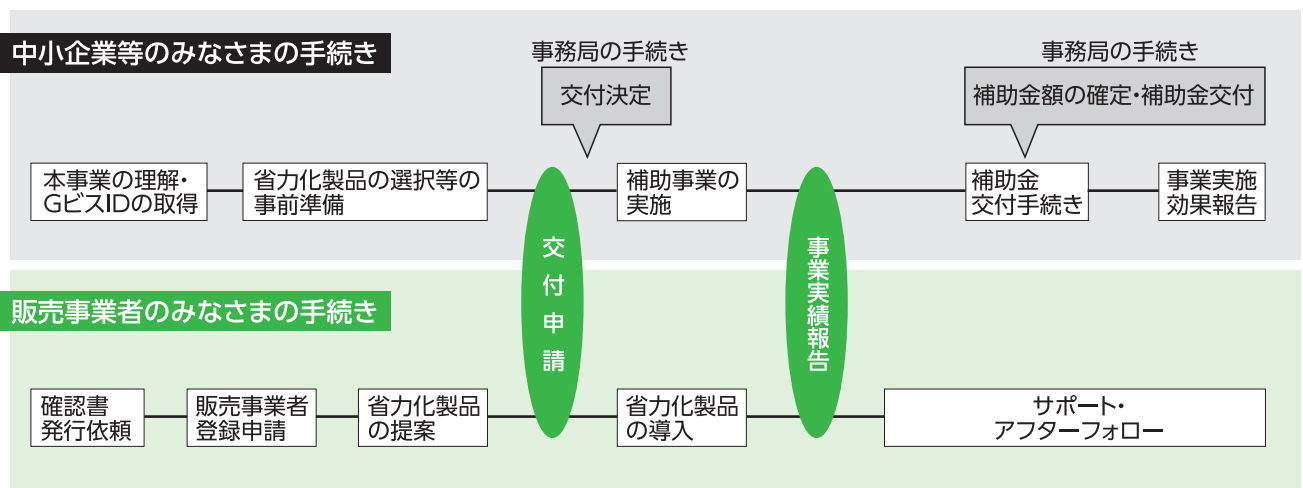 中小企業等のみなさまの手続き
事務局の手続き
交付決定
事務局の手続き
補助金額の確定・補助金交付
本事業の理解・
GビズIDの取得
省力化製品の選択等の
事前準備
交付申請
補助事業の
実施
事業実績報告
補助金
交付手続き
事業実施
効果報告
販売事業者のみなさまの手続き
確認書
発行依頼
販売事業者
登録申請
省力化製品
の提案
省力化製品
の導入
サポート・
アフターフォロー